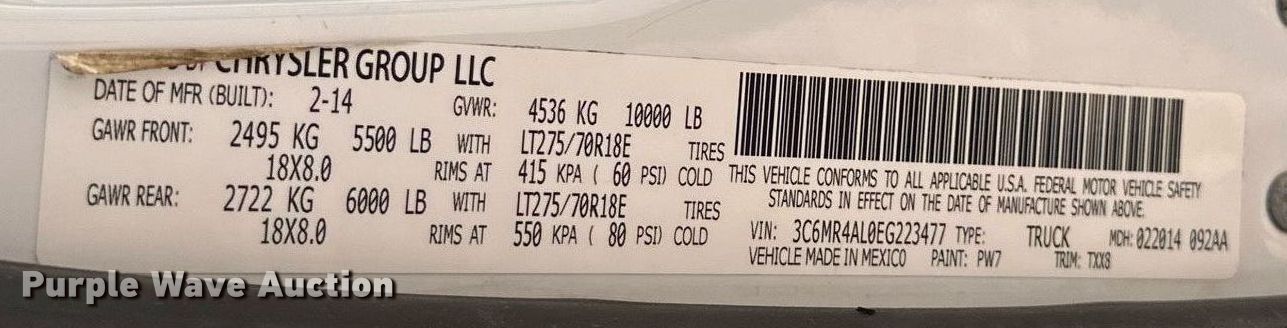 CHRYSLER GROUP LLC
DATE OF MFR (BUILT): 2-14 GVWR: 4536 KG 10000 LB
GAWR FRONT: 2495 KG 5500 LB WITH LT275/70R18E TIRES
18X8.0 RIMS AT 415 KPA ( 60 PSI) COLD
GAWR REAR: 2722 KG 6000 LB WITH LT275/70R18E TIRES
18X8.0 RIMS AT 550 KPA ( 80 PSI) COLD
THIS VEHICLE CONFORMS TO ALL APPLICABLE U.S.A. FEDERAL MOTOR VEHICLE SAFETY
STANDARDS IN EFFECT ON THE DATE OF MANUFACTURE SHOWN ABOVE.
VIN: 3C6MR4AL0EG223477 TYPE: TRUCK MDH: 022014 092AA
VEHICLE MADE IN MEXICO PAINT: PW7 TRIM: TXX8
Purple Wave Auction